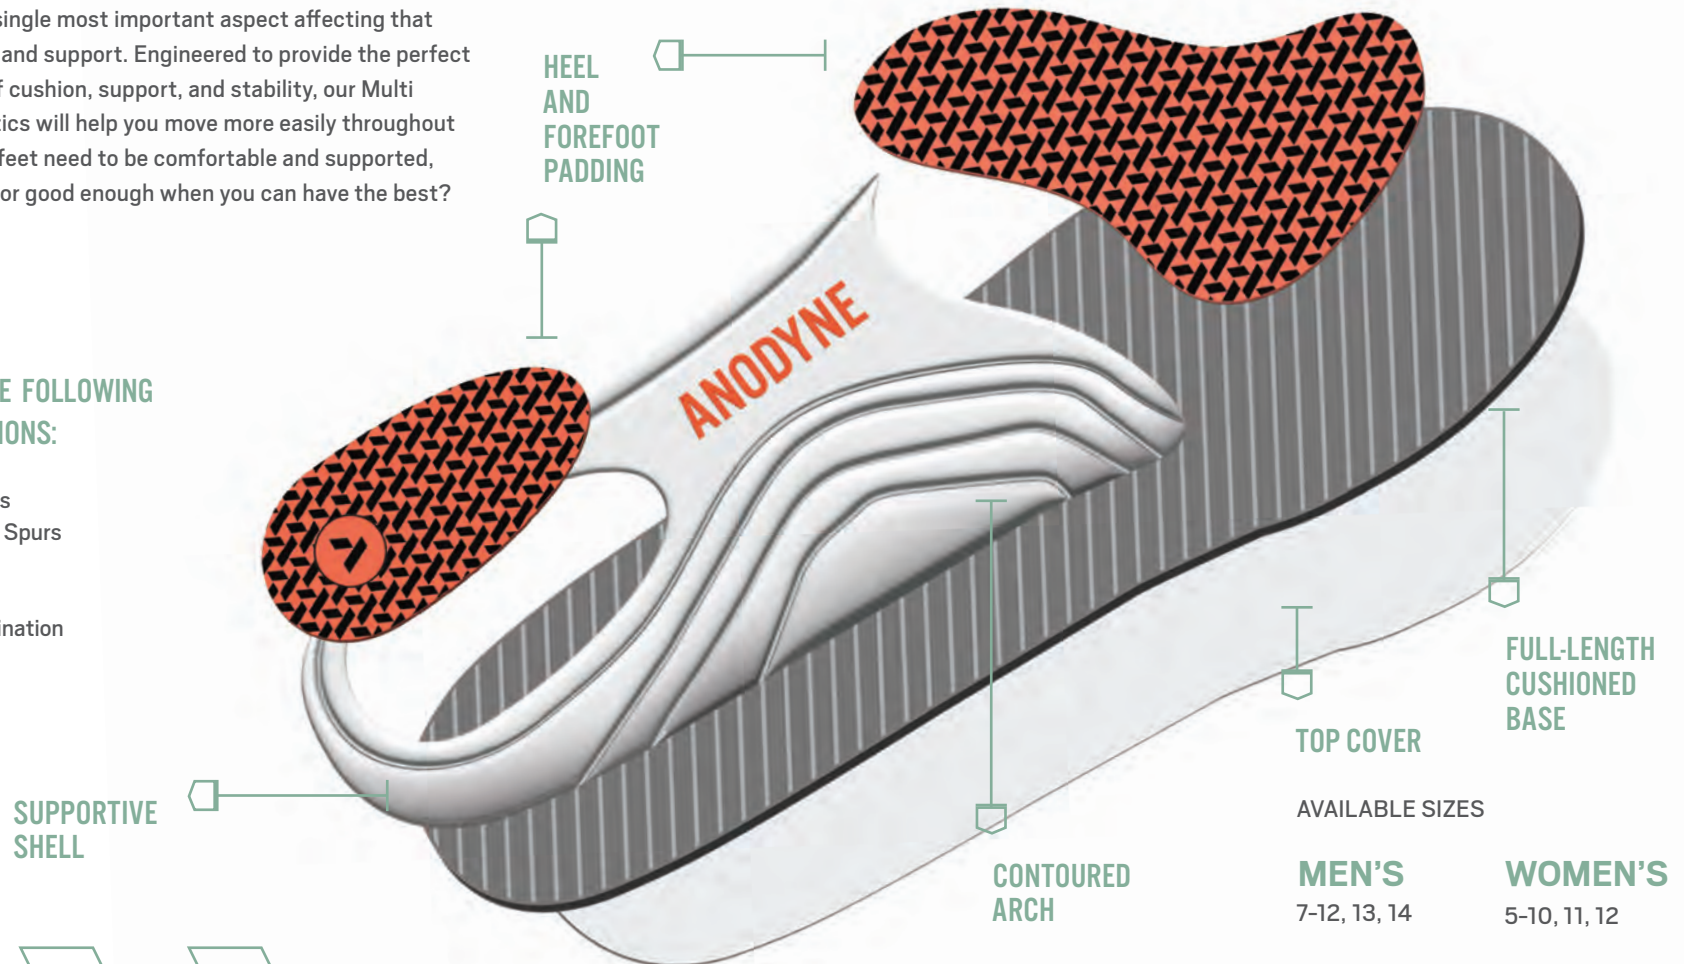 single most important aspect affecting that
and support. Engineered to provide the perfect
cushion, support, and stability, our Multi
will help you move more easily throughout
feet need to be comfortable and supported,
or good enough when you can have the best?
HEEL
AND
FOREFOOT
PADDING
FOLLOWING
Spurs
ANODYNE
SUPPORTIVE
SHELL
CONTOURED
ARCH
TOP COVER
FULL-LENGTH
CUSHIONED
BASE
AVAILABLE SIZES
MEN'S
7-12, 13, 14
WOMEN'S
5-10, 11, 12